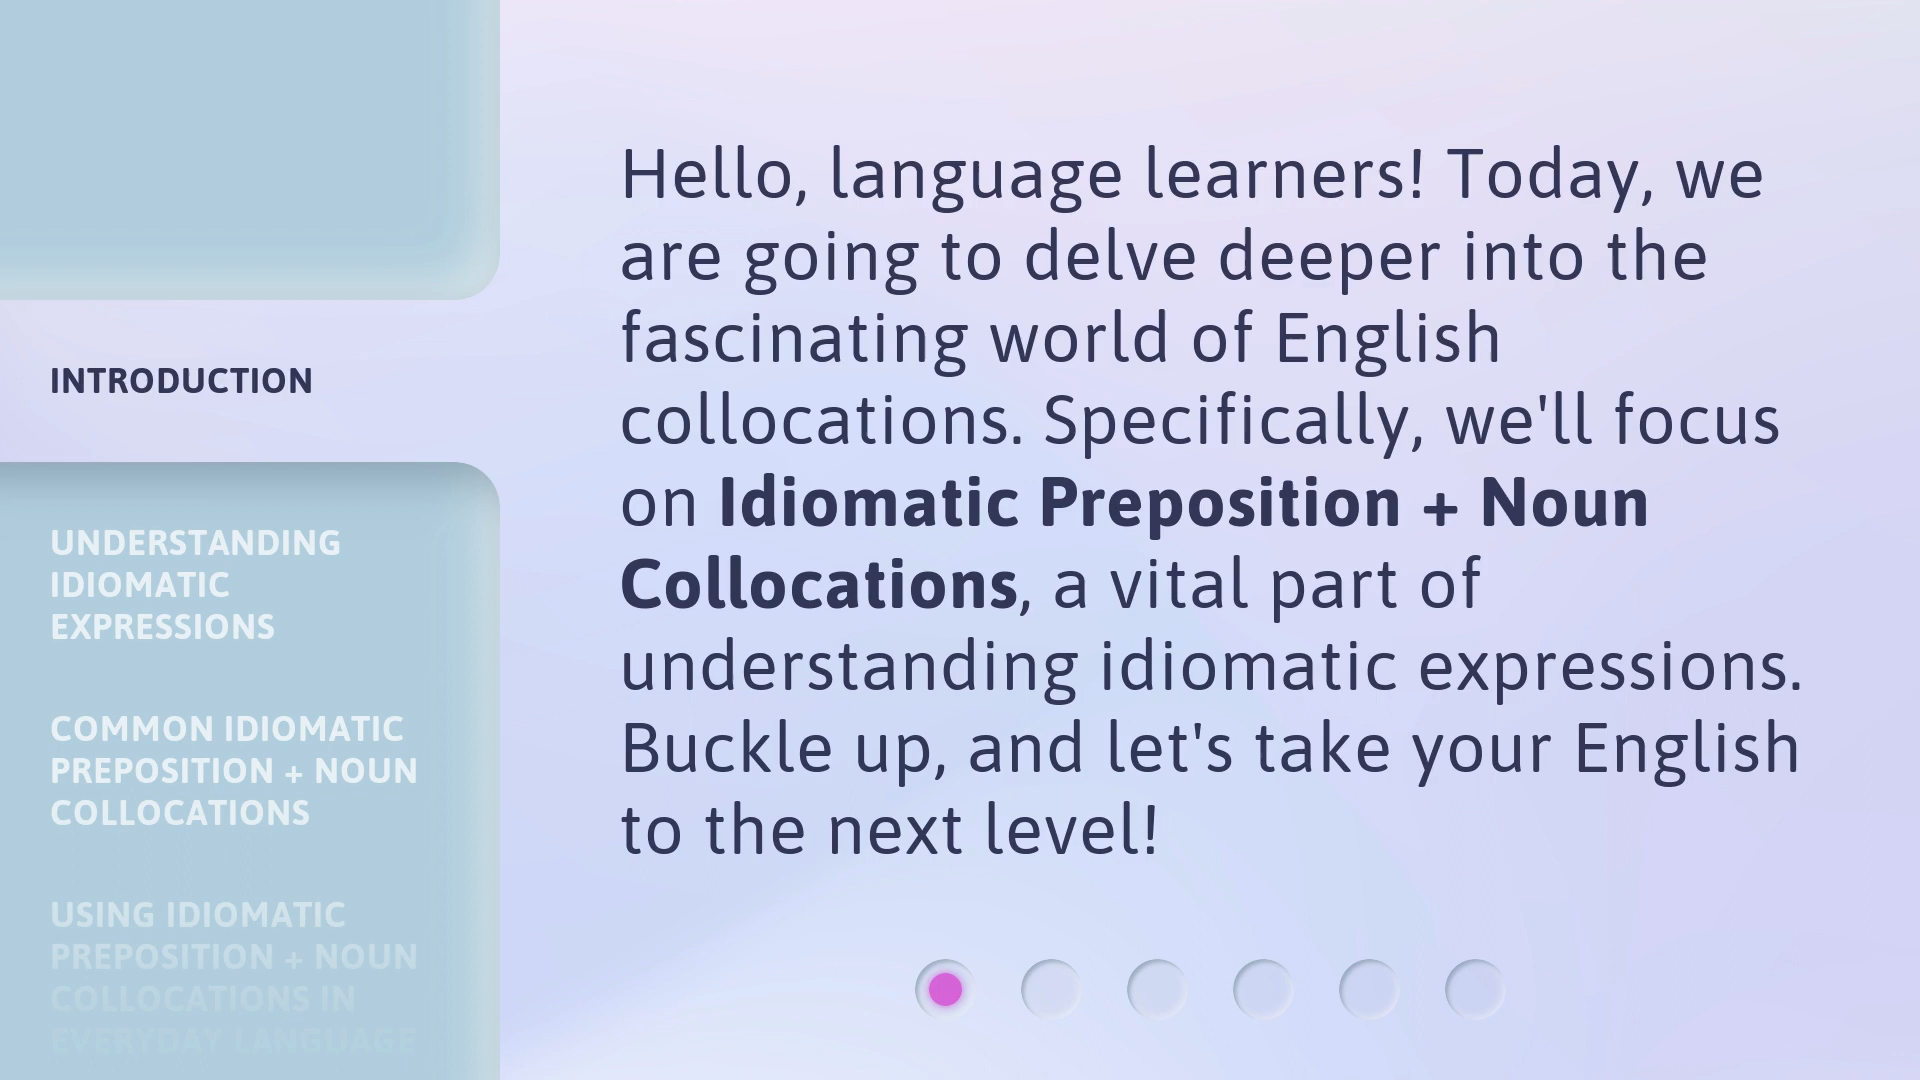 INTRODUCTION
UNDERSTANDING
IDIOMATIC
EXPRESSIONS
COMMON IDIOMATIC
PREPOSITION + NOUN
COLLOCATIONS
USING IDIOMATIC
PREPOSITION + NOUN
COLLOCATIONS IN
EVERYDAY LANGUAGE
Hello, language learners! Today, we
are going to delve deeper into the
fascinating world of English
collocations. Specifically, we'll focus
on Idiomatic Preposition + Noun
Collocations, a vital part of
understanding idiomatic expressions.
Buckle up, and let's take your English
to the next level!